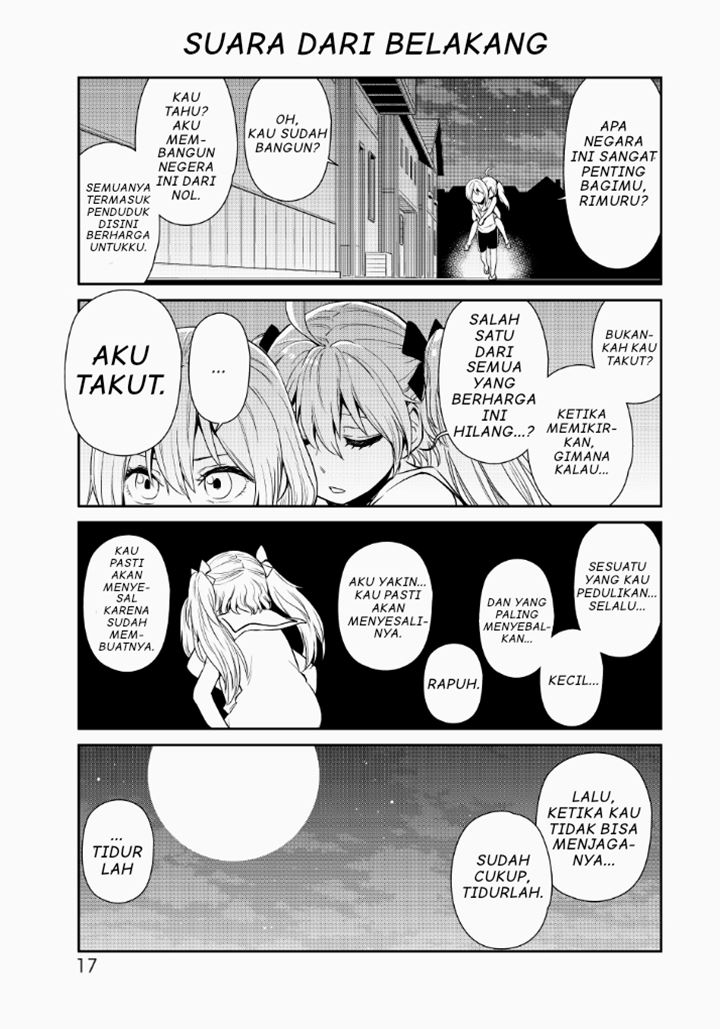 SUARA DARI BELAKANG
APA
NEGARA
INI SANGAT
PENTING
BAGIMU,
RIMURU?
OH,
KAU SUDAH
BANGUN?
KAU
TAHU?
AKU
MEM-
BANGUN
NEGERA
INI DARI
NOL.
SEMUANYA
TERMASUK
PENDUDUK
DISINI
BERHARGA
UNTUKKU.
BUKAN-
KAH KAU
TAKUT?
KETIKA
MEMIKIR-
KAN,
GIMANA
KALAU...
SALAH
SATU
DARI
SEMUA
YANG
BERHARGA
INI
HILANG...?
...
AKU
TAKUT.
SESUATU
YANG KAU
PEDULIKAN...
SELALU...
KECIL...
DAN YANG
PALING
MENYEBAL-
KAN...
RAPUH.
AKU YAKIN...
KAU PASTI
AKAN
MENYESALI-
NYA.
KAU
PASTI
AKAN
MENYE-
SAL
KARENA
SUDAH
MEM-
BUATNYA.
LALU,
KETIKA KAU
TIDAK BISA
MENJAGA-
NYA...
SUDAH
CUKUP,
TIDURLAH.
...
TIDUR
LAH
17